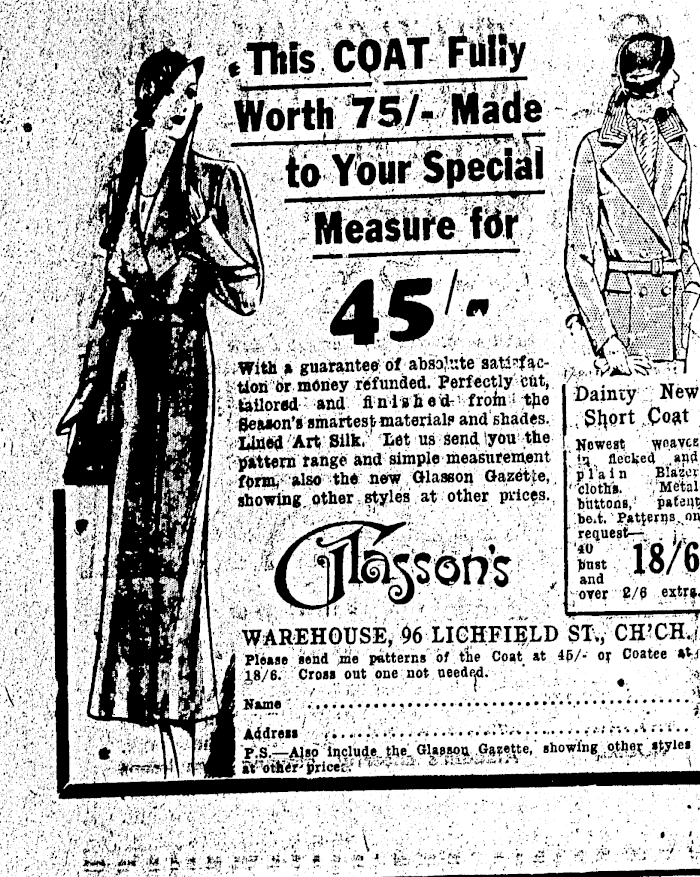 This COAT Fully
Worth 75/- Made
to Your Special
Measure for
45/-
With a guarantee of absolute satisfac-
tion or money refunded. Perfectly cut,
tailored and finished from the
Season's smartest materials and shades.
Lined Art Silk. Let us send you the
pattern range and simple measurement
form, also the new Glasson Gazette,
showing other styles at other prices.
Glasson's
WAREHOUSE, 96 LICHFIELD ST., CH'CH.
Please send me patterns of the Coat at 45/- or Coatee at
18/6. Cross out one not needed.
Name
Address
P.S.—Also include the Glasson Gazette, showing other styles
at other prices.
Dainty New
Short Coat
Newest weaves
in flecked and
plain Blazer
cloths. Metal
buttons, patent
belt. Patterns on
request—
40
bust 18/6
and
over 2/6 extra.